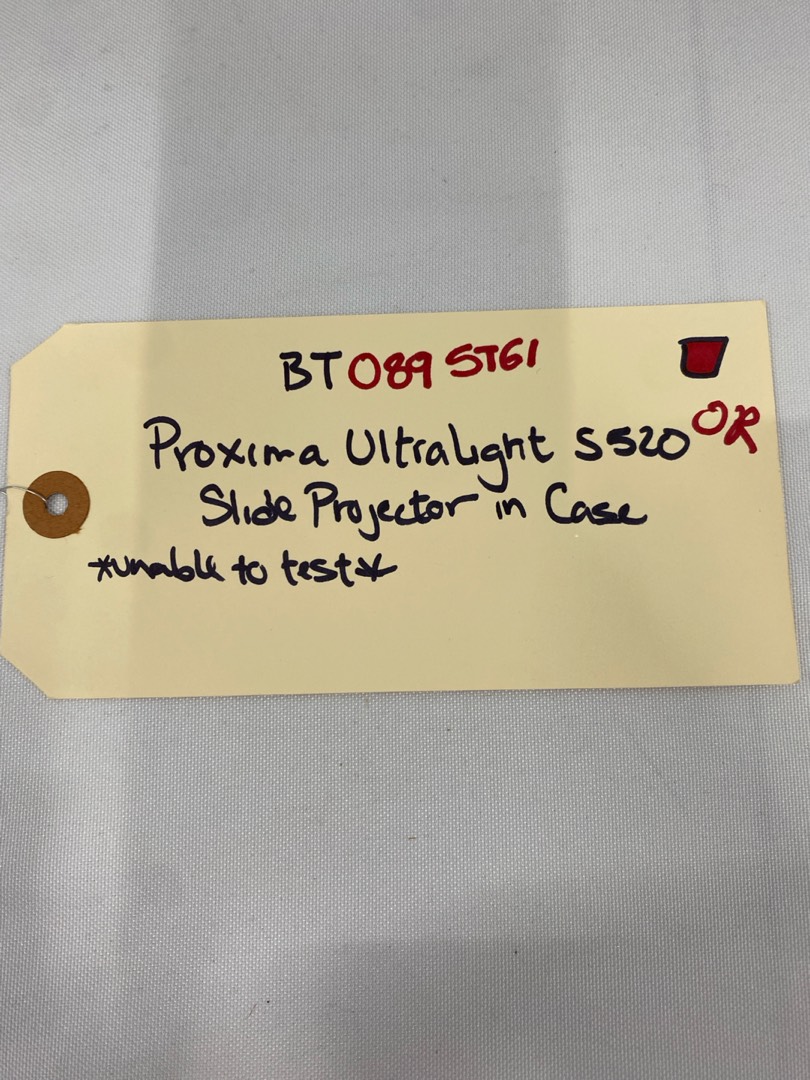 BT089 ST61
Proxima UltraLight S520 OR
Slide Projector in Case
*unable to test*